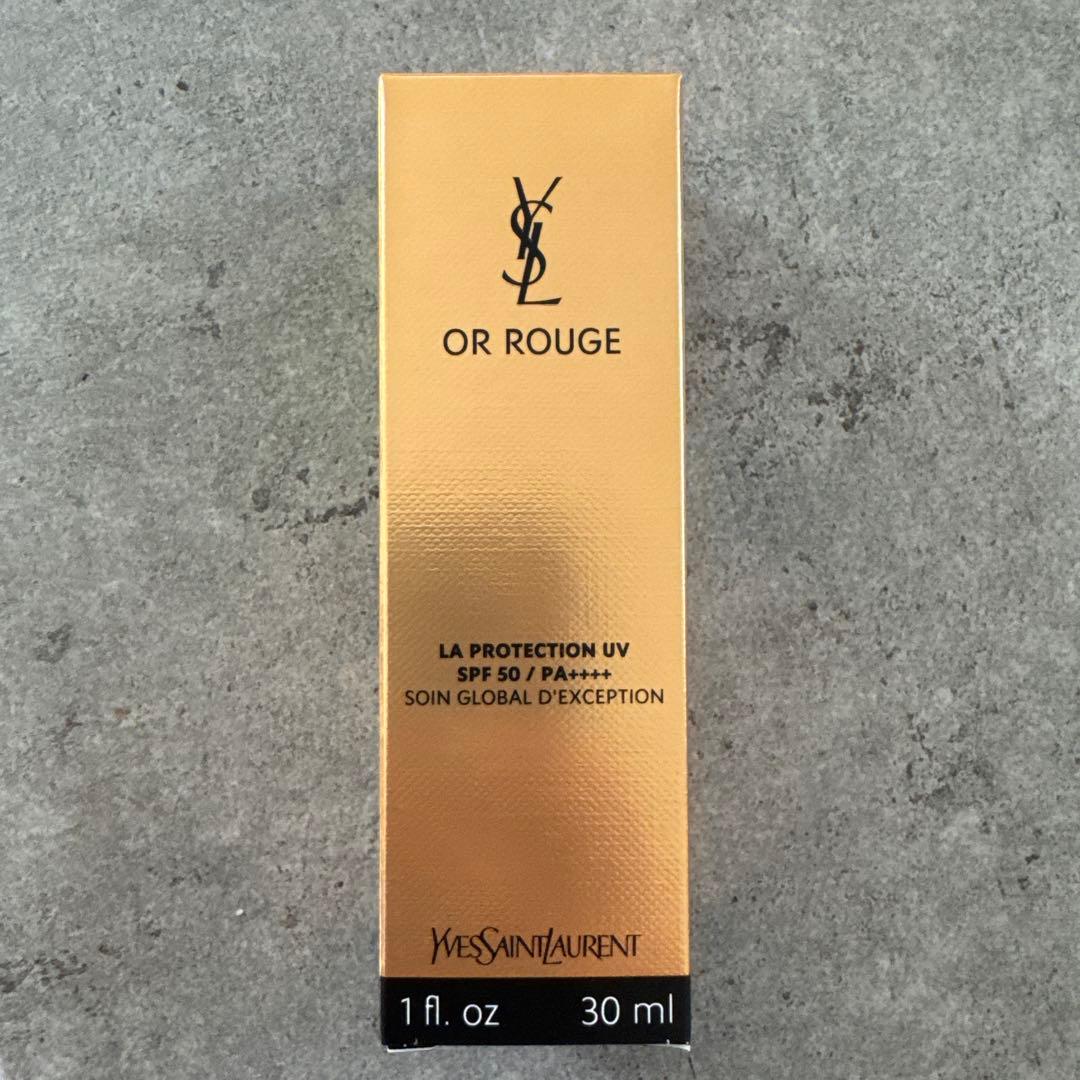 YSL
OR ROUGE
LA PROTECTION UV
SPF 50 / PA++++
SOIN GLOBAL D'EXCEPTION
YVESSAINTLAURENT
1 fl. oz 30 ml